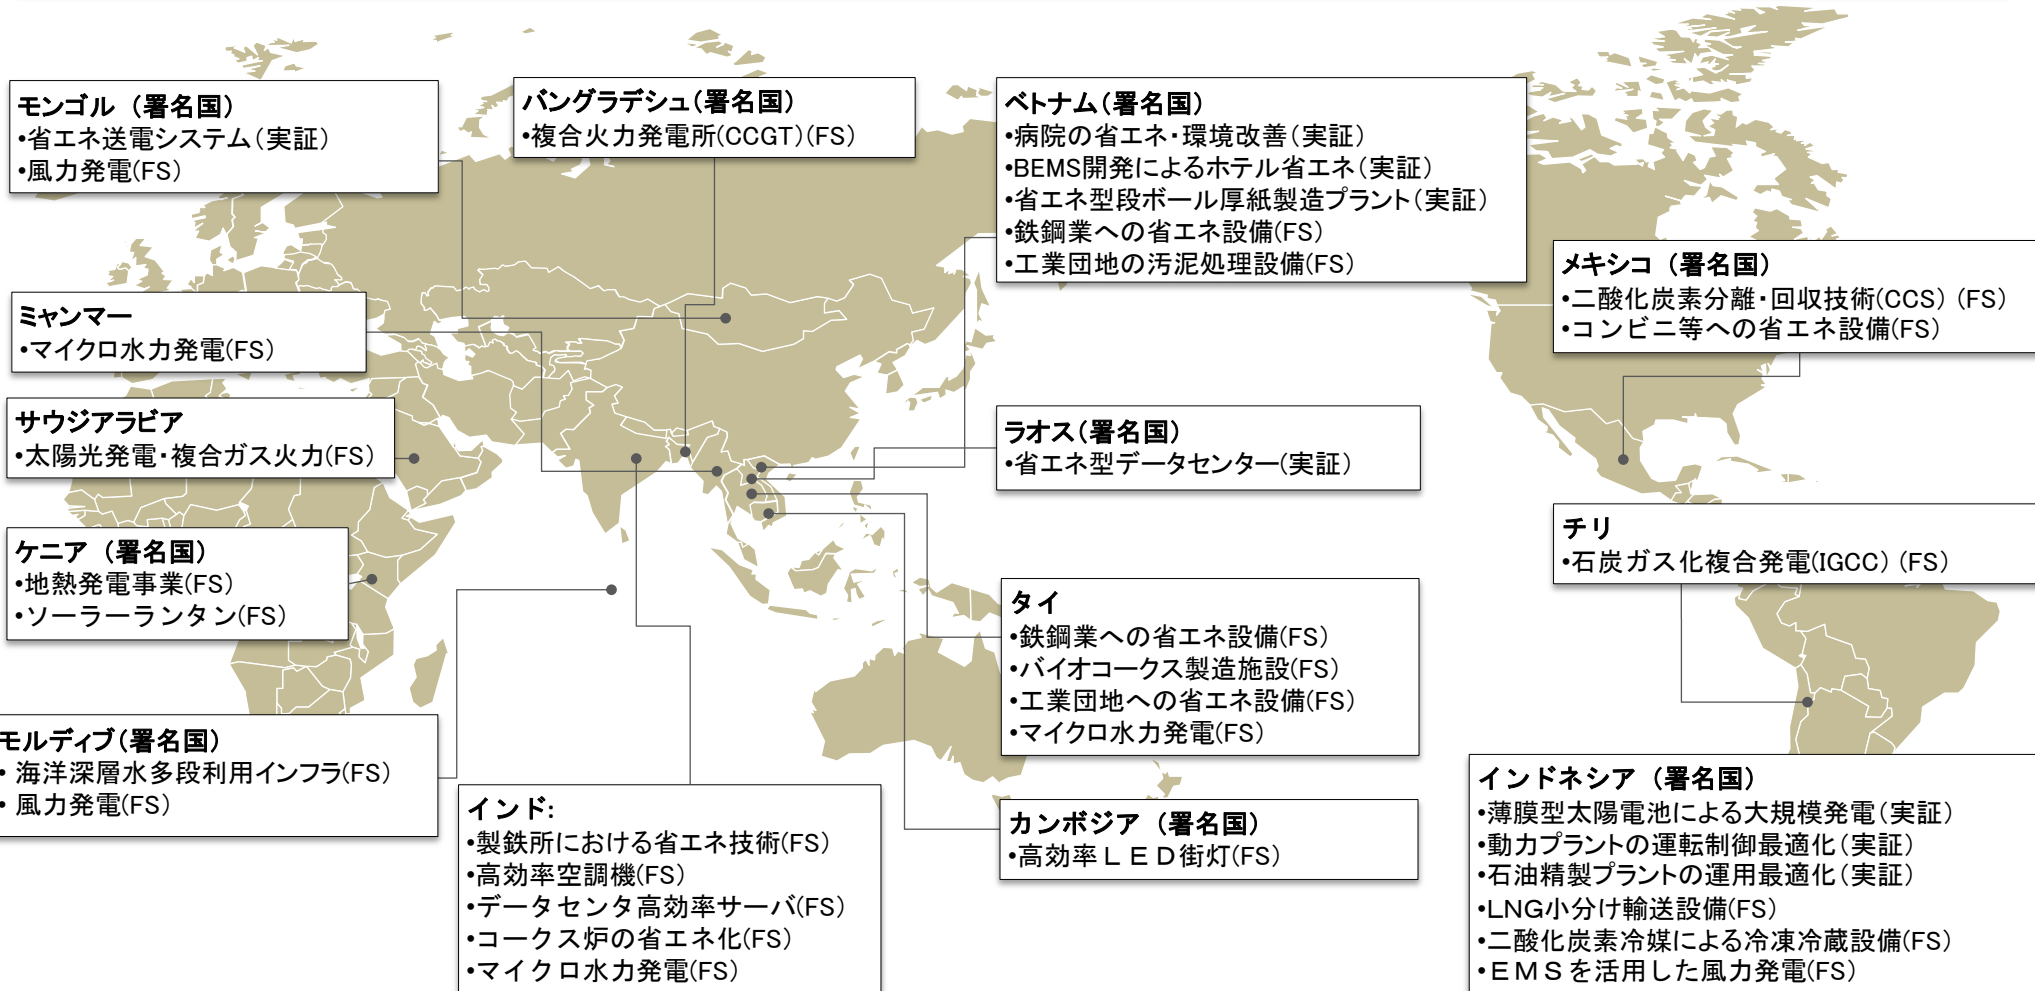 モンゴル （署名国）
•省エネ送電システム（実証）
•風力発電(FS)
バングラデシュ（署名国）
•複合火力発電所(CCGT)(FS)
ベトナム（署名国）
•病院の省エネ・環境改善（実証）
•BEMS開発によるホテル省エネ（実証）
•省エネ型段ボール厚紙製造プラント（実証）
•鉄鋼業への省エネ設備(FS)
•工業団地の汚泥処理設備(FS)
メキシコ （署名国）
•二酸化炭素分離・回収技術(CCS) (FS)
•コンビニ等への省エネ設備(FS)
ミャンマー
•マイクロ水力発電(FS)
サウジアラビア
•太陽光発電・複合ガス火力(FS)
ラオス（署名国）
•省エネ型データセンター(実証）
ケニア （署名国）
•地熱発電事業(FS)
•ソーラーランタン(FS)
チリ
•石炭ガス化複合発電(IGCC) (FS)
タイ
•鉄鋼業への省エネ設備(FS)
•バイオコークス製造施設(FS)
•工業団地への省エネ設備(FS)
•マイクロ水力発電(FS)
モルディブ（署名国）
• 海洋深層水多段利用インフラ(FS)
• 風力発電(FS)
インド:
•製鉄所における省エネ技術(FS)
•高効率空調機(FS)
•データセンタ高効率サーバ(FS)
•コークス炉の省エネ化(FS)
•マイクロ水力発電(FS)
カンボジア （署名国）
•高効率ＬＥＤ街灯(FS)
インドネシア （署名国）
•薄膜型太陽電池による大規模発電（実証）
•動力プラントの運転制御最適化（実証）
•石油精製プラントの運用最適化（実証）
•LNG小分け輸送設備(FS)
•二酸化炭素冷媒による冷凍冷蔵設備(FS)
•ＥＭＳを活用した風力発電(FS)